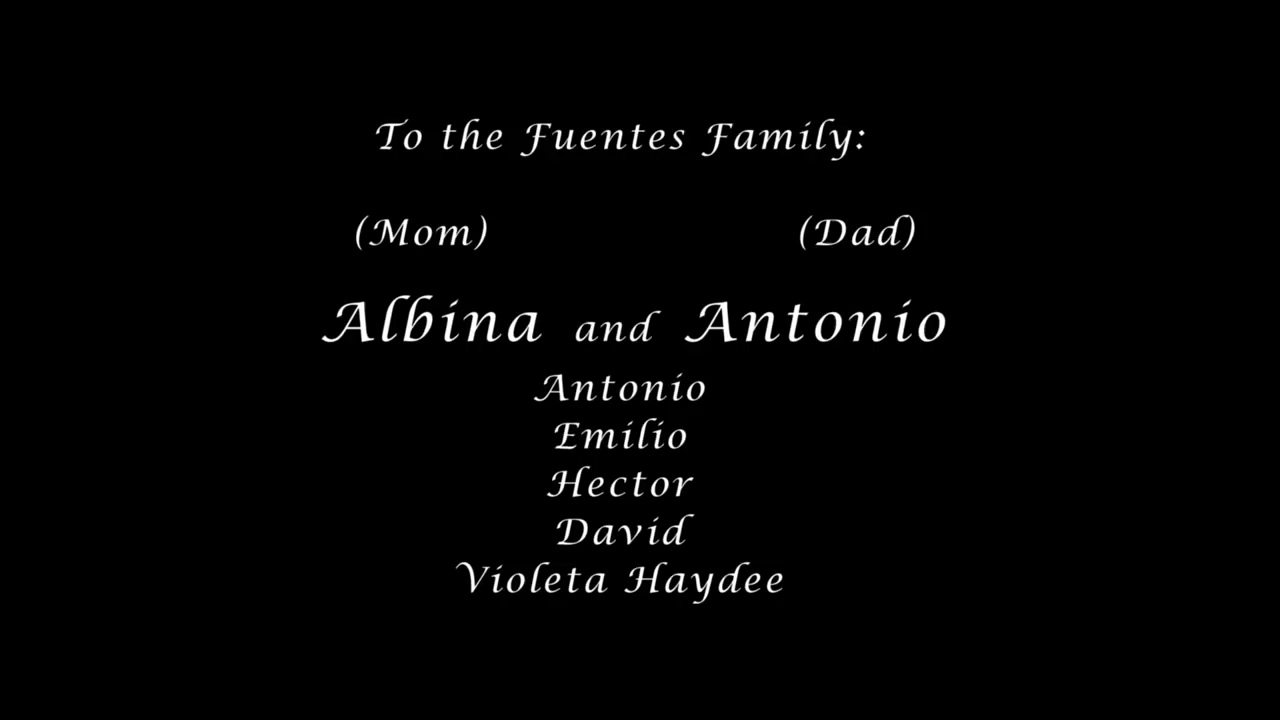 To the Fuentes Family:
(Mom) (Dad)
Albina and Antonio
Antonio
Emilio
Hector
David
Violeta Haydee